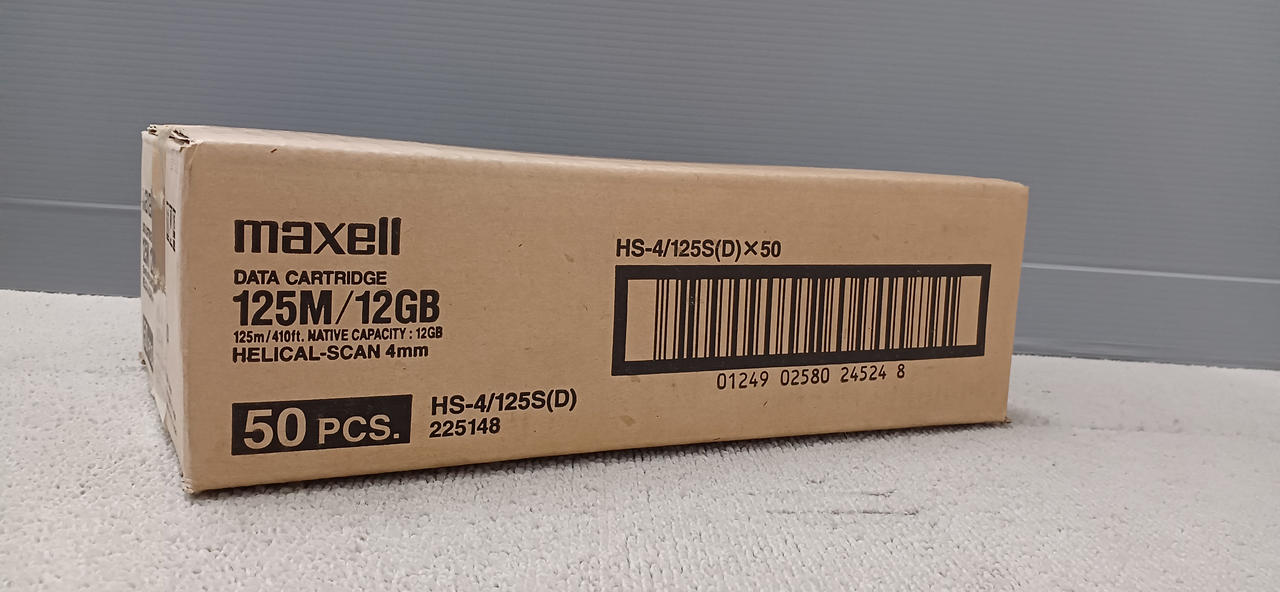 maxell
DATA CARTRIDGE
125M/12GB
125m/410ft. NATIVE CAPACITY : 12GB
HELICAL-SCAN 4mm
50 PCS.
HS-4/125S(D)
225148
HS-4/125S(D)×50
01249 02580 24524 8